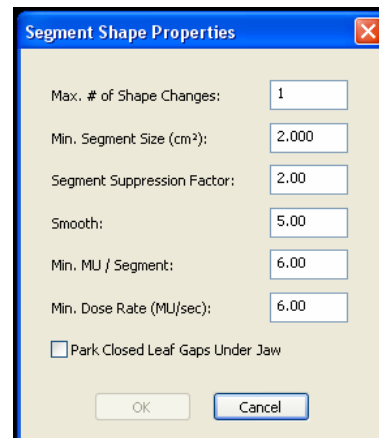 Segment Shape Properties
Max. # of Shape Changes: 1
Min. Segment Size (cm²): 2.000
Segment Suppression Factor: 2.00
Smooth: 5.00
Min. MU / Segment: 6.00
Min. Dose Rate (MU/sec): 6.00
Park Closed Leaf Gaps Under Jaw
OK Cancel